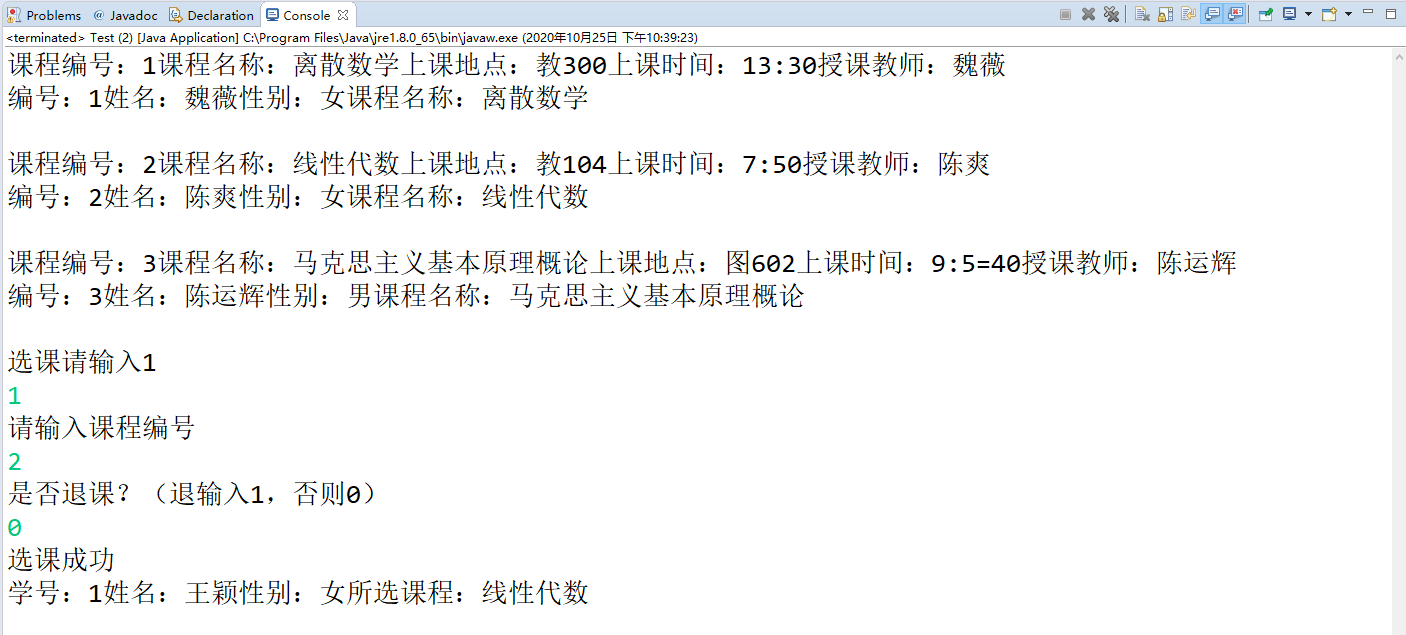 Problems @ Javadoc Declaration Console
<terminated> Test (2) [Java Application] C:\Program Files\Java\jre1.8.0_65\bin\javaw.exe (2020年10月25日 下午10:39:23)
课程编号：1课程名称：离散数学上课地点：教300上课时间：13:30授课教师：魏薇
编号：1姓名：魏薇性别：女课程名称：离散数学
课程编号：2课程名称：线性代数上课地点：教104上课时间：7:50授课教师：陈爽
编号：2姓名：陈爽性别：女课程名称：线性代数
课程编号：3课程名称：马克思主义基本原理概论上课地点：图602上课时间：9:5=40授课教师：陈运辉
编号：3姓名：陈运辉性别：男课程名称：马克思主义基本原理概论
选课请输入1
1
请输入课程编号
2
是否退课？（退输入1，否则0）
0
选课成功
学号：1姓名：王颖性别：女所选课程：线性代数